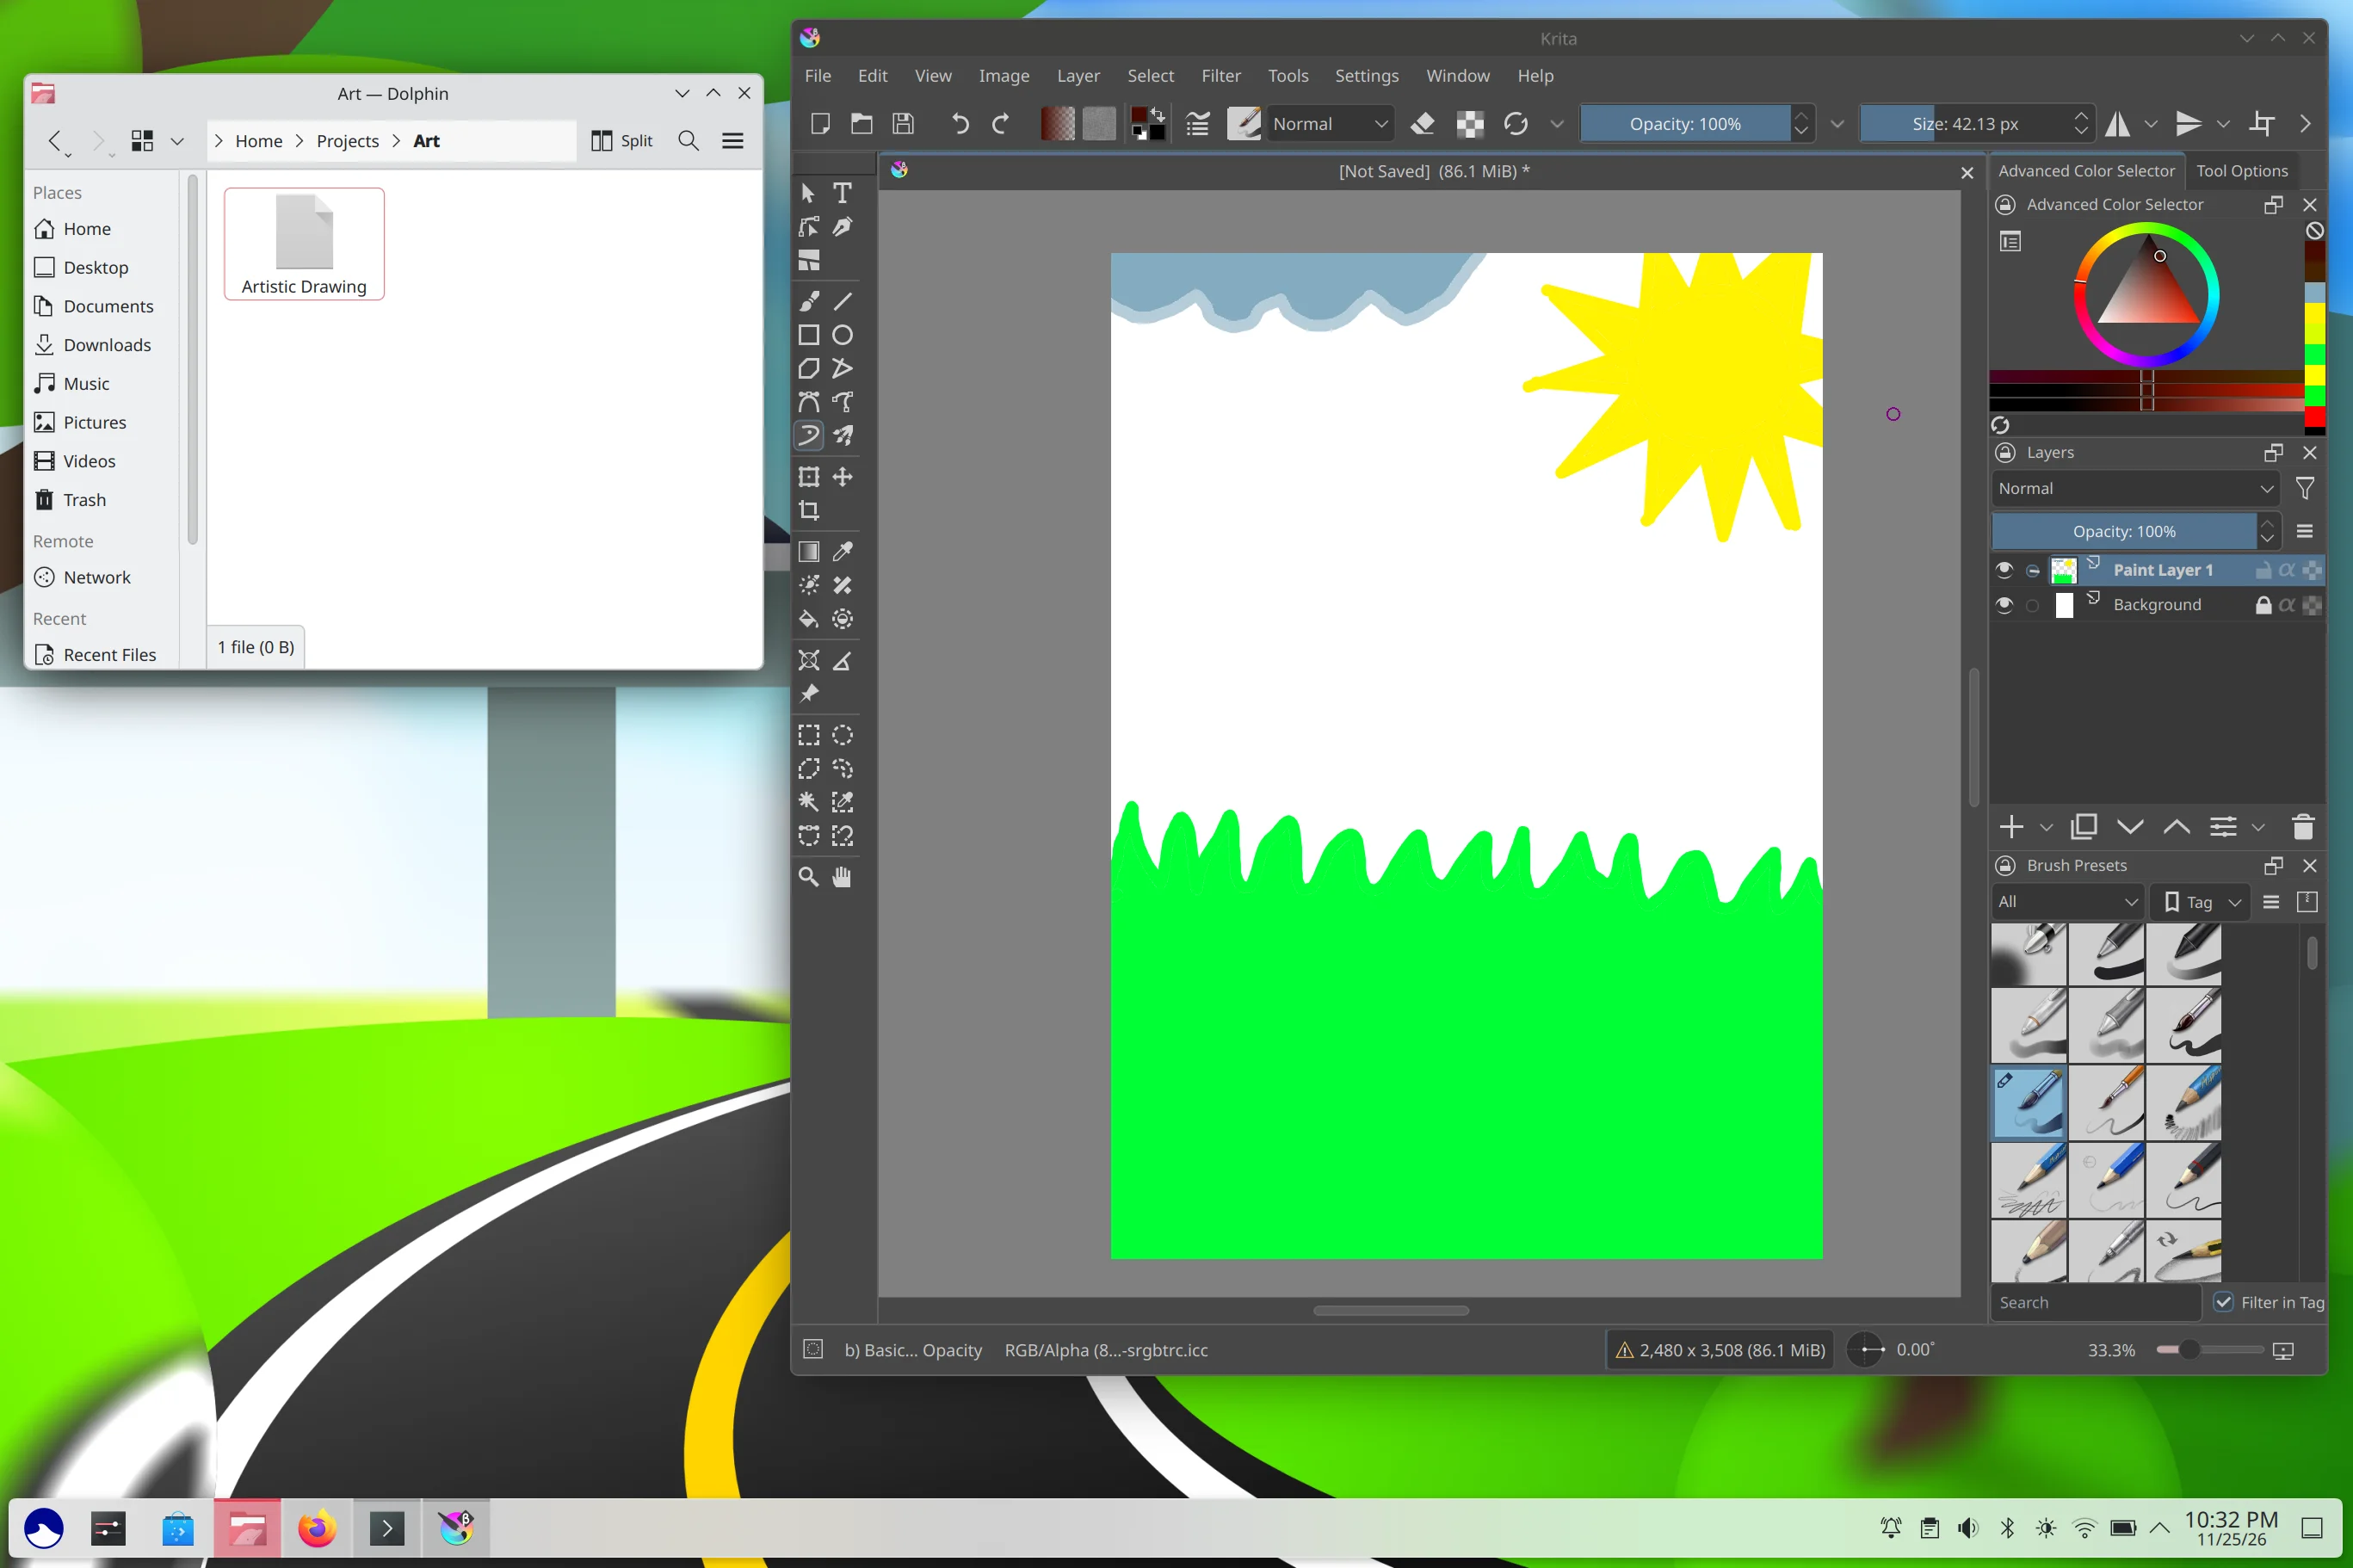 Art — Dolphin
Home
Projects
Art
Split
Places
Home
Desktop
Documents
Downloads
Music
Pictures
Videos
Trash
Remote
Network
Recent
Recent Files
Artistic Drawing
1 file (0 B)
Krita
File Edit View Image Layer Select Filter Tools Settings Window Help
Normal
Opacity: 100%
Size: 42.13 px
[Not Saved] (86.1 MiB) *
Advanced Color Selector
Tool Options
Advanced Color Selector
Layers
Normal
Opacity: 100%
Paint Layer 1
Background
Brush Presets
All
Tag
Search
Filter in Tag
b) Basic... Opacity
RGB/Alpha (8...-srgbtrc.icc
2,480 x 3,508 (86.1 MiB)
0.00°
33.3%
10:32 PM
11/25/26